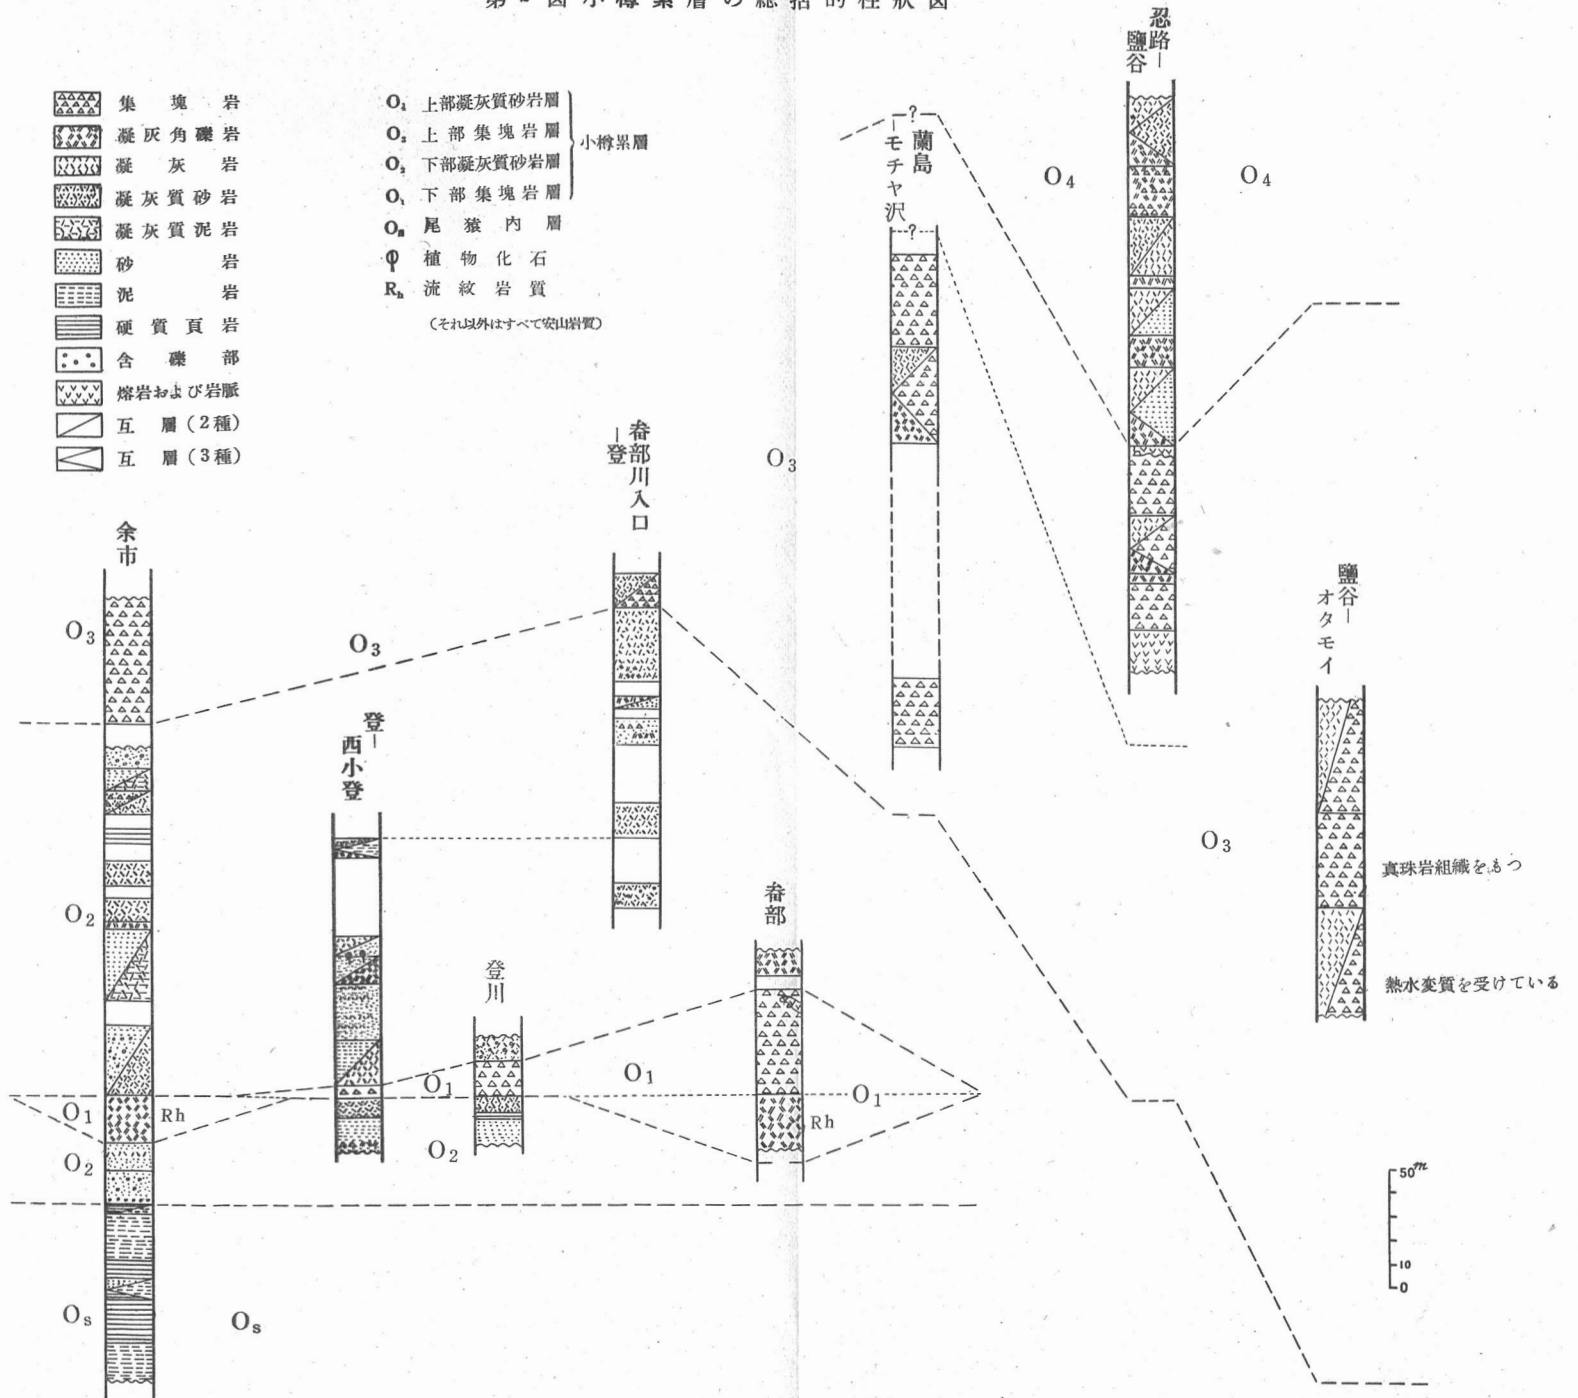 小樽累層の総括的柱狀図
集塊岩
凝灰角礫岩
凝灰岩
凝灰質砂岩
凝灰質泥岩
砂岩
泥岩
硬質頁岩
含礫部
熔岩および岩脈
互層(2種)
互層(3種)
O₄ 上部凝灰質砂岩層
O₃ 上部集塊岩層
O₂ 下部凝灰質砂岩層
O₁ 下部集塊岩層
小樽累層
Os 尾猿内層
植物化石
Rh 流紋岩質
(それ以外はすべて安山岩質)
余市
登―
西小登
登川
畚部川入口
―登
畚部
蘭島
―モチャ沢
忍路―
鹽谷
鹽谷―
オタモイ
?
?
O₄
O₄
O₃
O₃
O₃
O₃
O₂
O₁
Rh
O₂
Os
Os
O₁
O₂
O₁
O₁
Rh
真珠岩組織をもつ
熱水変質を受けている
50m
10
0